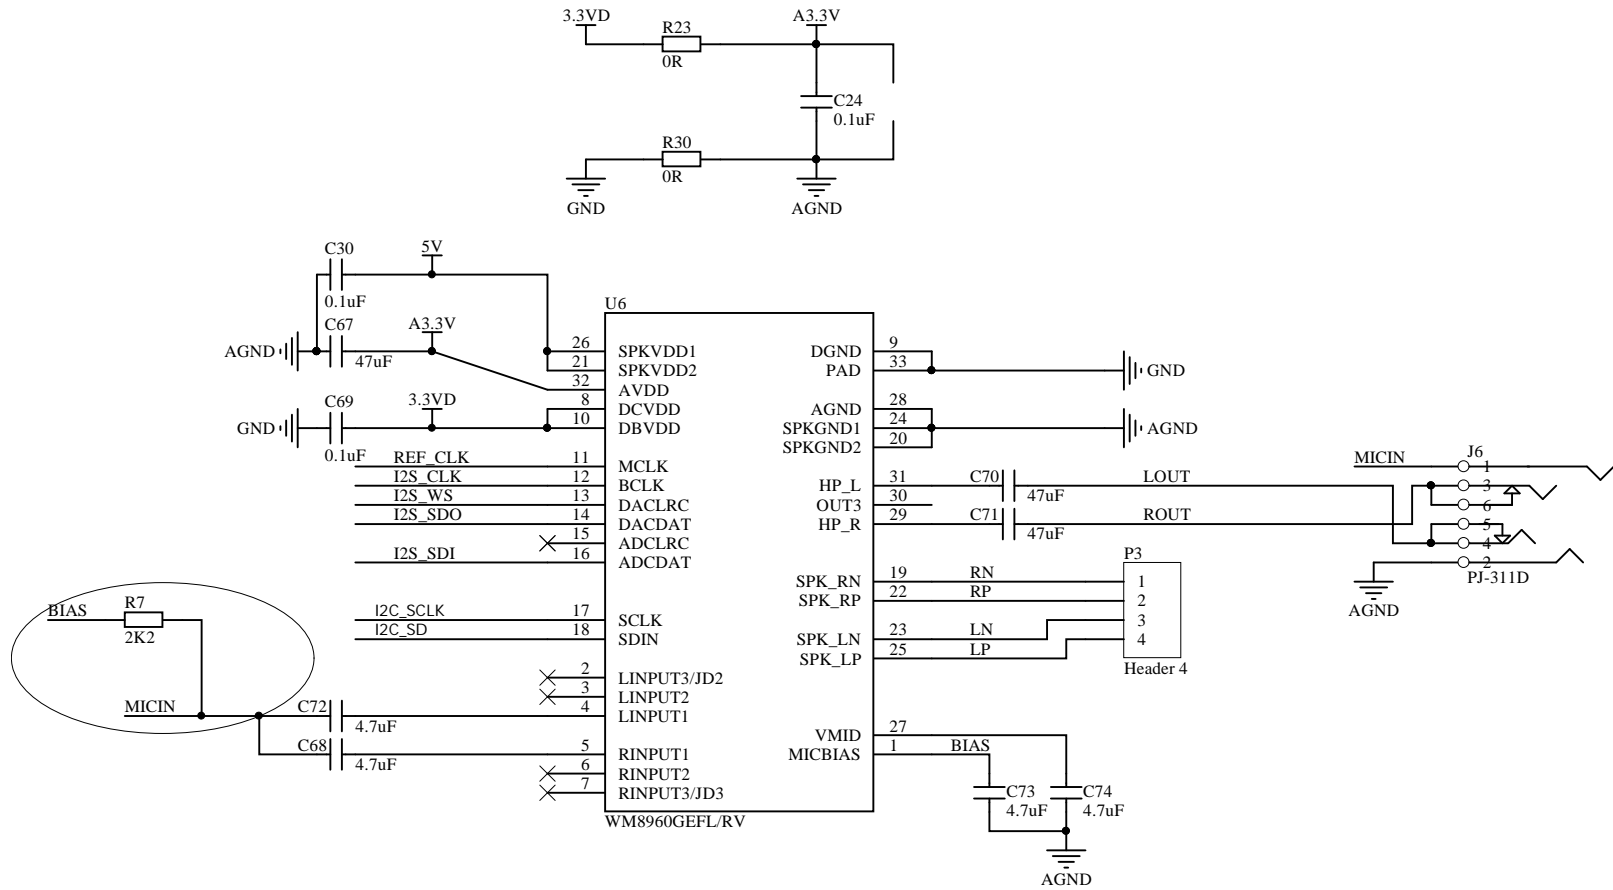 3.3VD
A3.3V
R23
0R
C24
0.1uF
R30
0R
GND
AGND
C30
5V
0.1uF
C67
A3.3V
AGND
47uF
C69
3.3VD
GND
0.1uF
U6
26 SPKVDD1
21 SPKVDD2
32 AVDD
8 DCVDD
10 DBVDD
REF_CLK 11 MCLK
I2S_CLK 12 BCLK
I2S_WS 13 DACLRC
I2S_SDO 14 DACDAT
15 ADCLRC
I2S_SDI 16 ADCDAT
I2C_SCLK 17 SCLK
I2C_SD 18 SDIN
2 LINPUT3/JD2
3 LINPUT2
4 LINPUT1
5 RINPUT1
6 RINPUT2
7 RINPUT3/JD3
WM8960GEFL/RV
BIAS
R7
2K2
MICIN
C72
4.7uF
C68
4.7uF
DGND 9
PAD 33
GND
AGND 28
SPKGND1 24
SPKGND2 20
AGND
HP_L 31
OUT3 30
HP_R 29
C70
47uF
LOUT
C71
47uF
ROUT
SPK_RN 19 RN
SPK_RP 22 RP
SPK_LN 23 LN
SPK_LP 25 LP
P3
1
2
3
4
Header 4
VMID 27
MICBIAS 1 BIAS
C73
4.7uF
C74
4.7uF
AGND
MICIN
J6
1
3
6
5
4
2
PJ-311D
AGND